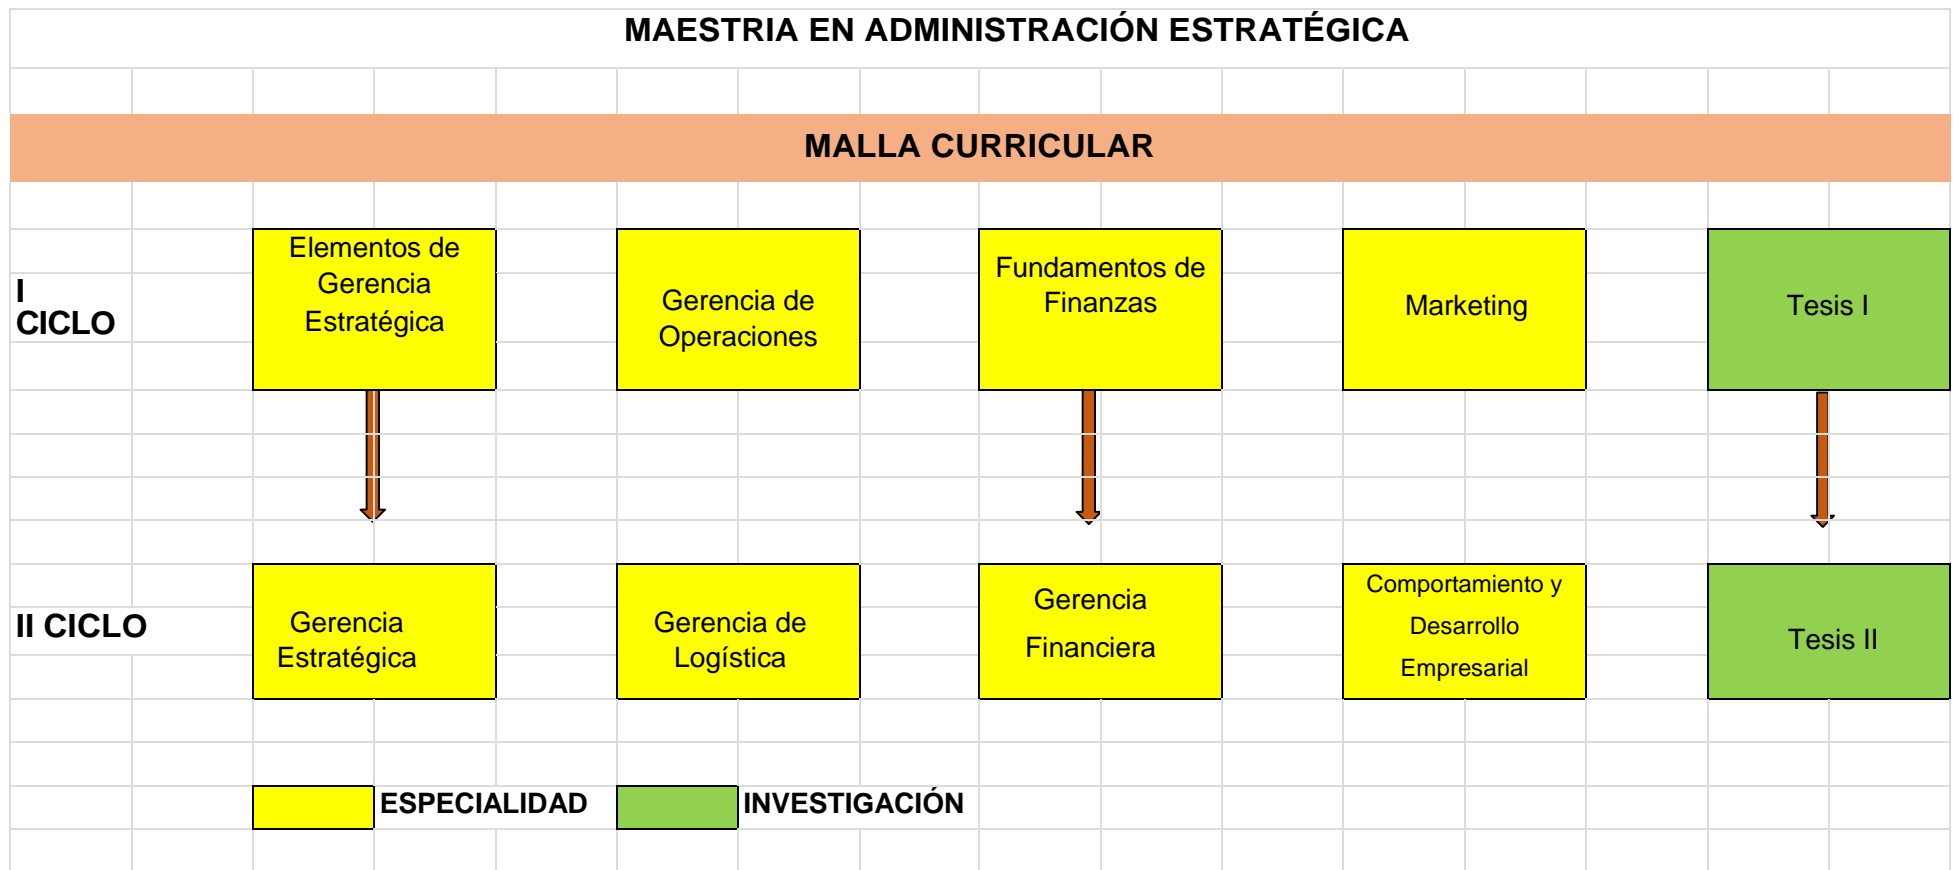 MAESTRIA EN ADMINISTRACIÓN ESTRATÉGICA
MALLA CURRICULAR
I
CICLO
Elementos de
Gerencia
Estratégica
Gerencia de
Operaciones
Fundamentos de
Finanzas
Marketing
Tesis I
II CICLO
Gerencia
Estratégica
Gerencia de
Logística
Gerencia
Financiera
Comportamiento y
Desarrollo
Empresarial
Tesis II
ESPECIALIDAD
INVESTIGACIÓN